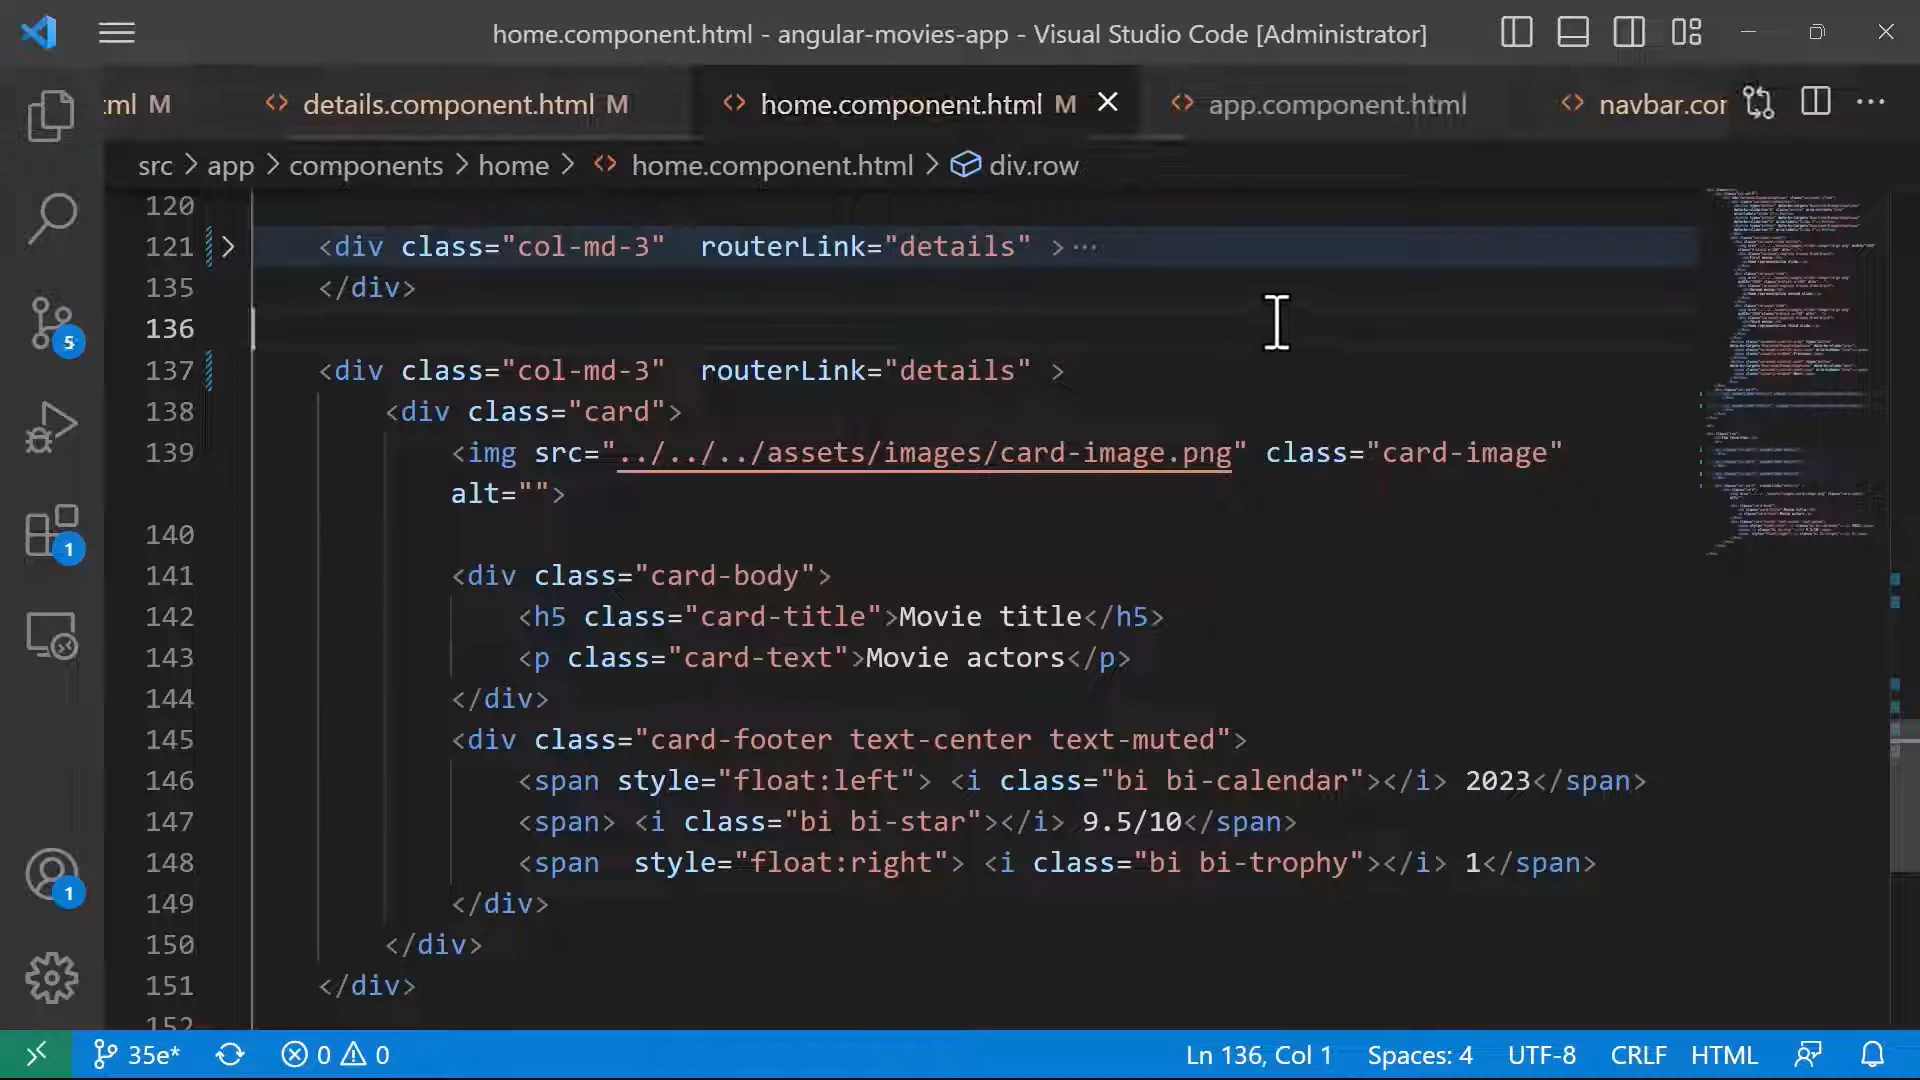 home.component.html - angular-movies-app - Visual Studio Code [Administrator]
:ml M
details.component.html M
home.component.html M
app.component.html
navbar.cor
src > app > components > home > home.component.html > div.row
120
121 <div class="col-md-3"  routerLink="details" > ···
135 </div>
136
137 <div class="col-md-3"  routerLink="details" >
138 <div class="card">
139 <img src="../../../assets/images/card-image.png" class="card-image"
alt="">
140
141 <div class="card-body">
142 <h5 class="card-title">Movie title</h5>
143 <p class="card-text">Movie actors</p>
144 </div>
145 <div class="card-footer text-center text-muted">
146 <span style="float:left"> <i class="bi bi-calendar"></i> 2023</span>
147 <span> <i class="bi bi-star"></i> 9.5/10</span>
148 <span  style="float:right"> <i class="bi bi-trophy"></i> 1</span>
149 </div>
150 </div>
151 </div>
152
5
1
1
35e*
0
0
Ln 136, Col 1
Spaces: 4
UTF-8
CRLF
HTML